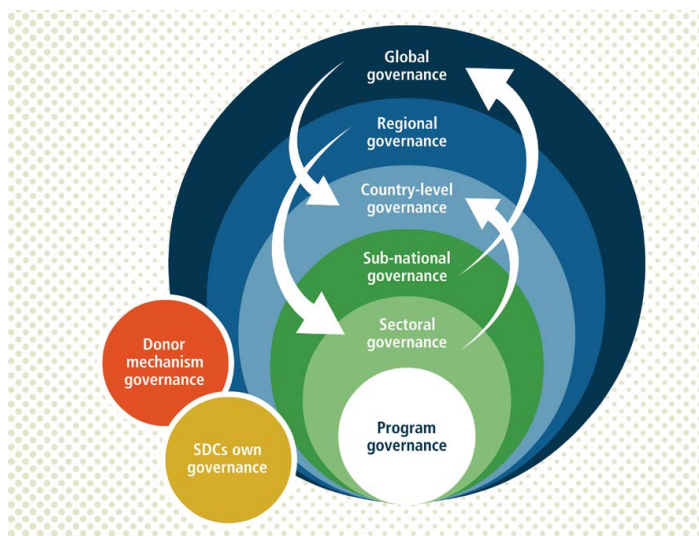 Global
governance
Regional
governance
Country-level
governance
Sub-national
governance
Sectoral
governance
Program
governance
Donor
mechanism
governance
SDCs own
governance